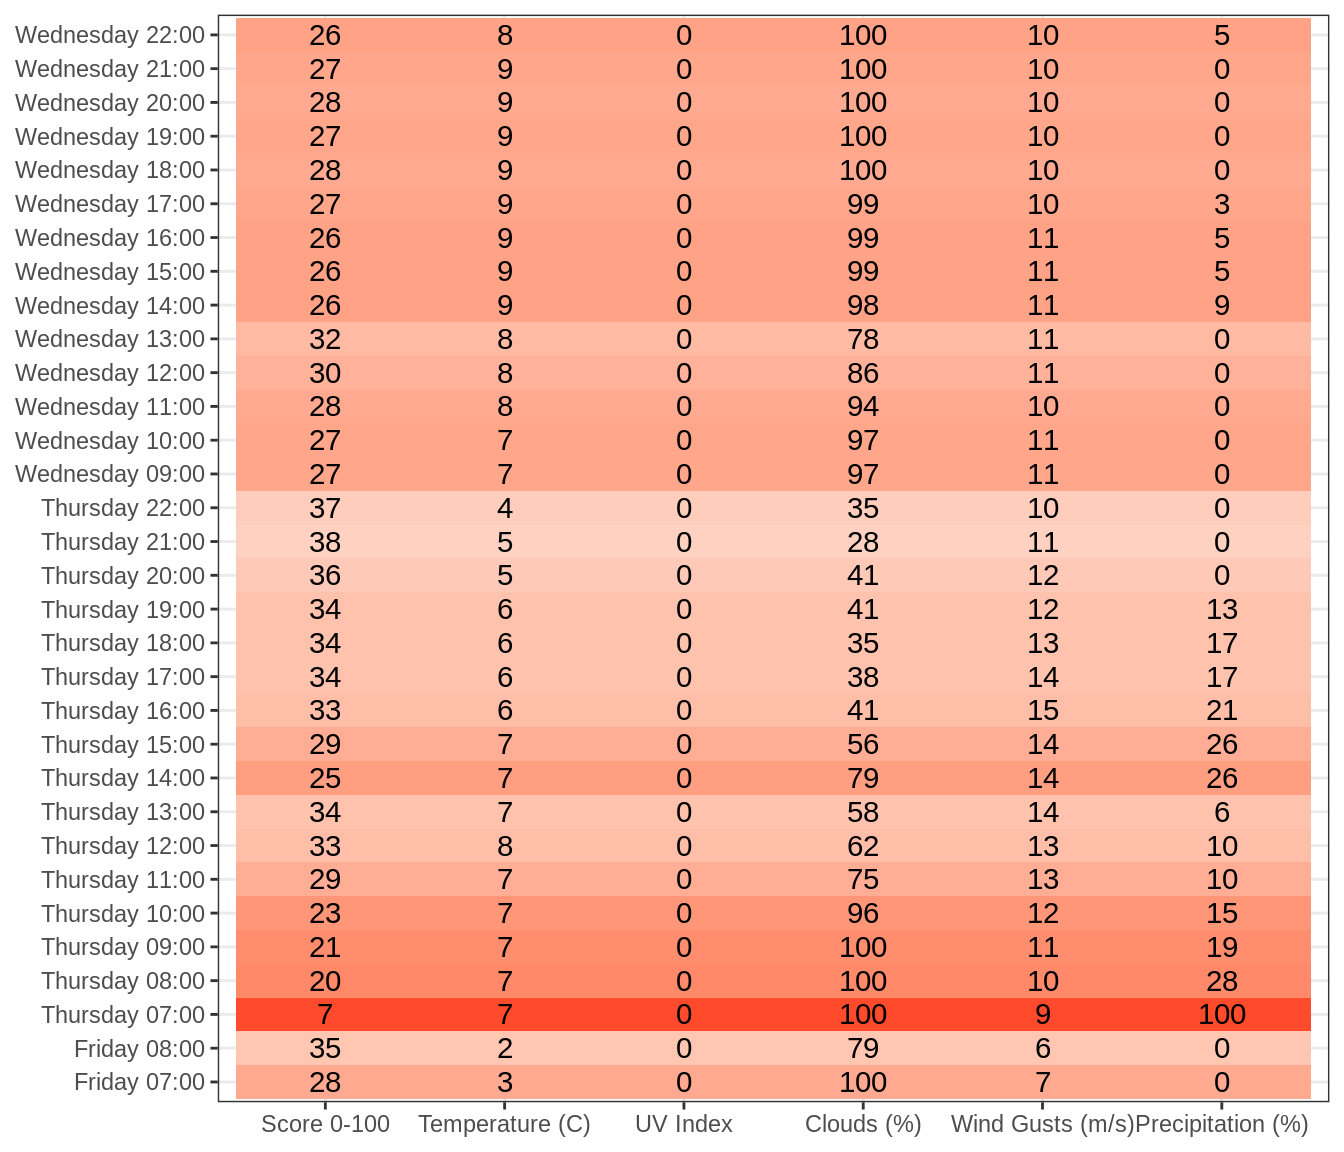 Wednesday 22:00 26 8 0 100 10 5
Wednesday 21:00 27 9 0 100 10 0
Wednesday 20:00 28 9 0 100 10 0
Wednesday 19:00 27 9 0 100 10 0
Wednesday 18:00 28 9 0 100 10 0
Wednesday 17:00 27 9 0 99 10 3
Wednesday 16:00 26 9 0 99 11 5
Wednesday 15:00 26 9 0 99 11 5
Wednesday 14:00 26 9 0 98 11 9
Wednesday 13:00 32 8 0 78 11 0
Wednesday 12:00 30 8 0 86 11 0
Wednesday 11:00 28 8 0 94 10 0
Wednesday 10:00 27 7 0 97 11 0
Wednesday 09:00 27 7 0 97 11 0
Thursday 22:00 37 4 0 35 10 0
Thursday 21:00 38 5 0 28 11 0
Thursday 20:00 36 5 0 41 12 0
Thursday 19:00 34 6 0 41 12 13
Thursday 18:00 34 6 0 35 13 17
Thursday 17:00 34 6 0 38 14 17
Thursday 16:00 33 6 0 41 15 21
Thursday 15:00 29 7 0 56 14 26
Thursday 14:00 25 7 0 79 14 26
Thursday 13:00 34 7 0 58 14 6
Thursday 12:00 33 8 0 62 13 10
Thursday 11:00 29 7 0 75 13 10
Thursday 10:00 23 7 0 96 12 15
Thursday 09:00 21 7 0 100 11 19
Thursday 08:00 20 7 0 100 10 28
Thursday 07:00 7 7 0 100 9 100
Friday 08:00 35 2 0 79 6 0
Friday 07:00 28 3 0 100 7 0
Score 0-100 Temperature (C) UV Index Clouds (%) Wind Gusts (m/s) Precipitation (%)